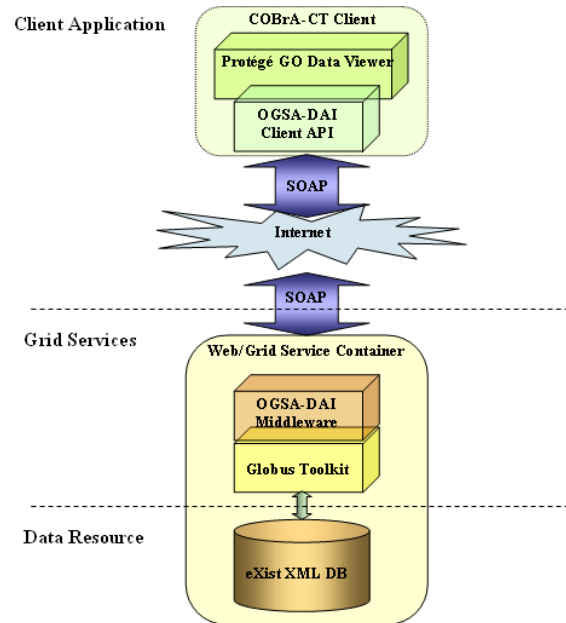 Client Application
COBrA-CT Client
Protégé GO Data Viewer
OGSA-DAI
Client API
SOAP
Internet
SOAP
Grid Services
Web/Grid Service Container
OGSA-DAI
Middleware
Globus Toolkit
Data Resource
eXist XML DB